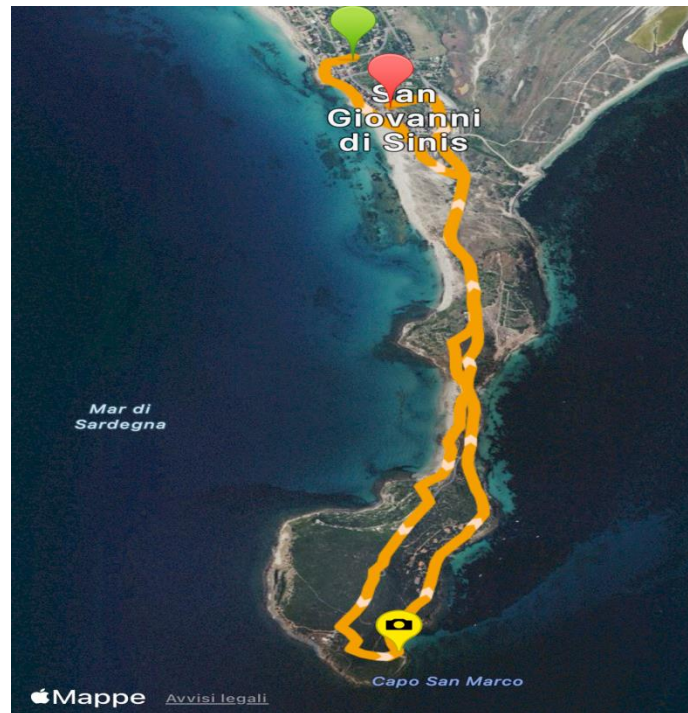 San
Giovanni
di Sinis
Mar di
Sardegna
Capo San Marco
Mappe
Avvisi legali